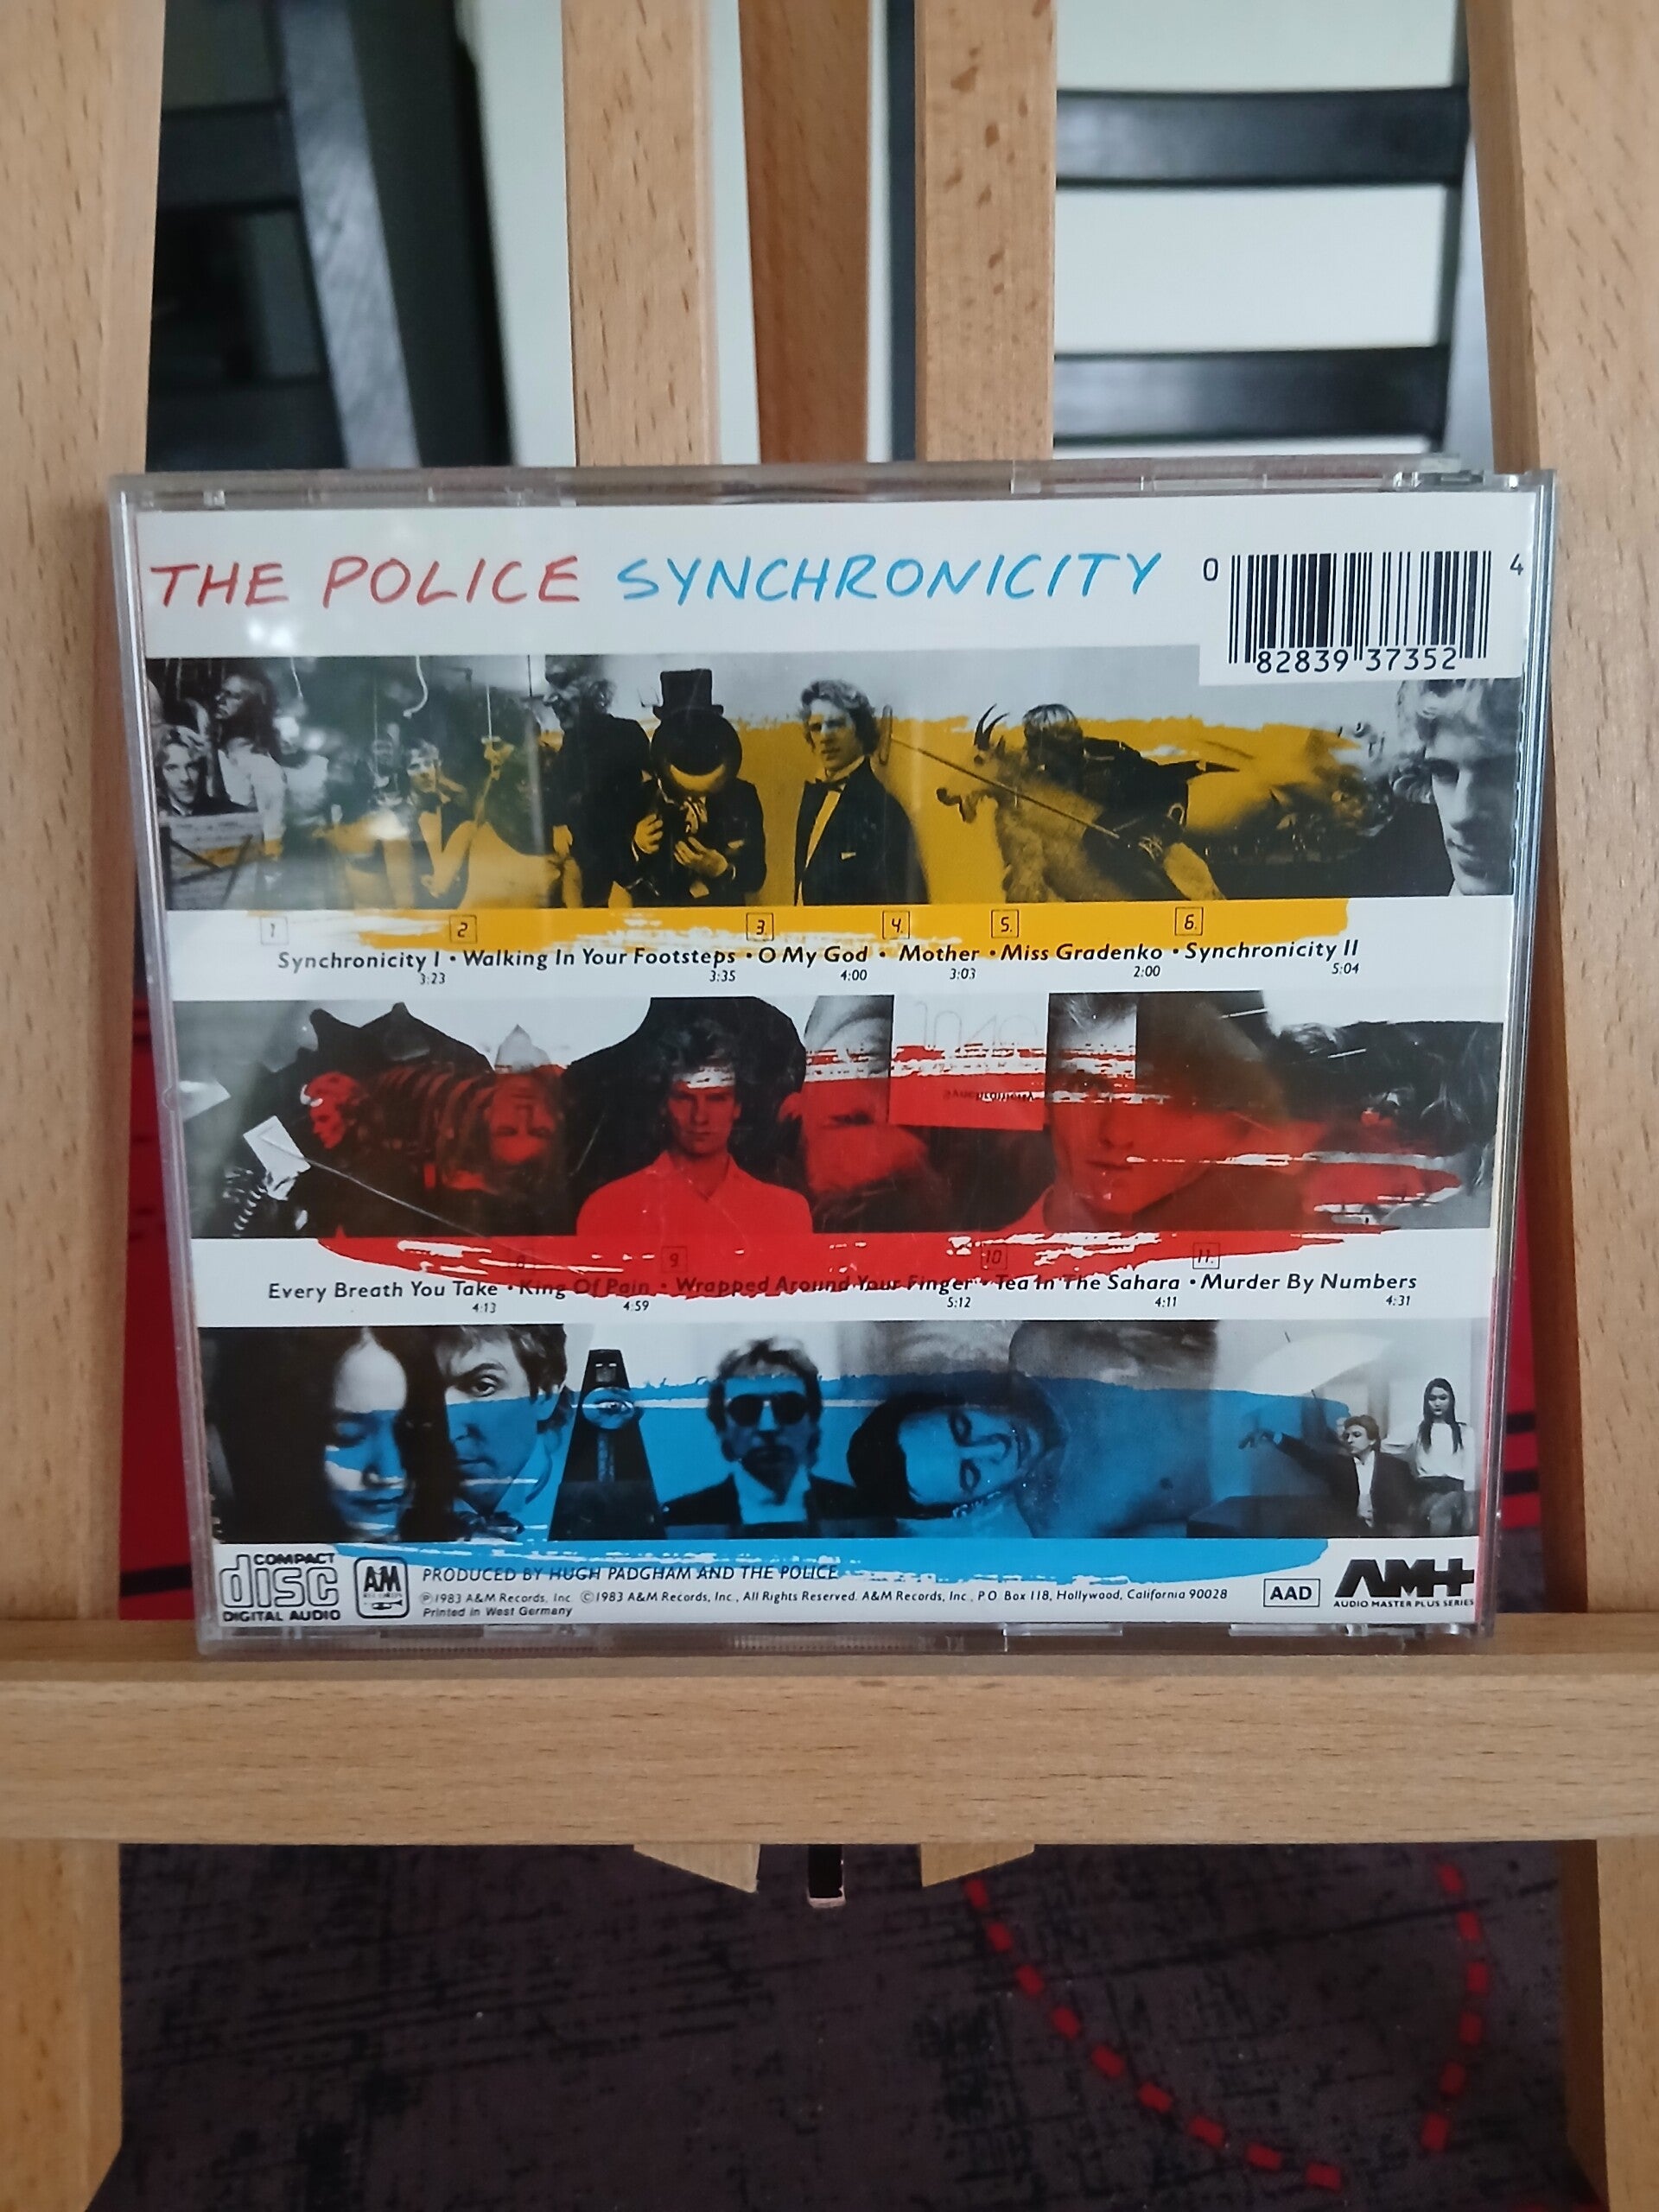 THE POLICE SYNCHRONICITY
0 82839 37352 4
1 2 3. 4. 5. 6.
Synchronicity I • Walking In Your Footsteps • O My God • Mother • Miss Gradenko • Synchronicity II
3:23 3:35 4:00 3:03 2:00 5:04
8. 9 10 11.
Every Breath You Take • King Of Pain • Wrapped Around Your Finger • Tea In The Sahara • Murder By Numbers
4:13 4:59 5:12 4:11 4:31
COMPACT
disc
DIGITAL AUDIO
A&M
PRODUCED BY HUGH PADGHAM AND THE POLICE
℗1983 A&M Records, Inc. ©1983 A&M Records, Inc., All Rights Reserved. A&M Records, Inc., P.O. Box 118, Hollywood, California 90028
Printed in West Germany
AAD
AM+
AUDIO MASTER PLUS SERIES